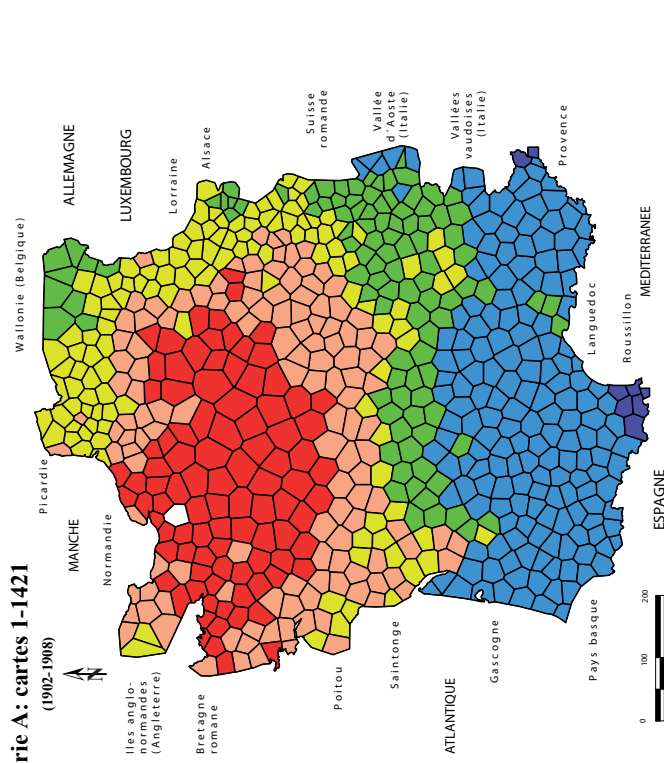 rie A: cartes 1-1421
(1902-1908)
N
Wallonie (Belgique)
ALLEMAGNE
LUXEMBOURG
Lorraine
Alsace
Suisse
romande
Vallée
d'Aoste
(Italie)
Vallées
vaudoises
(Italie)
Provence
Picardie
MANCHE
Normandie
Iles anglo-
normandes
(Angleterre)
Bretagne
romane
Poitou
Saintonge
ATLANTIQUE
Gascogne
Pays basque
Languedoc
Roussillon
MEDITERRANEE
ESPAGNE
0 100 200